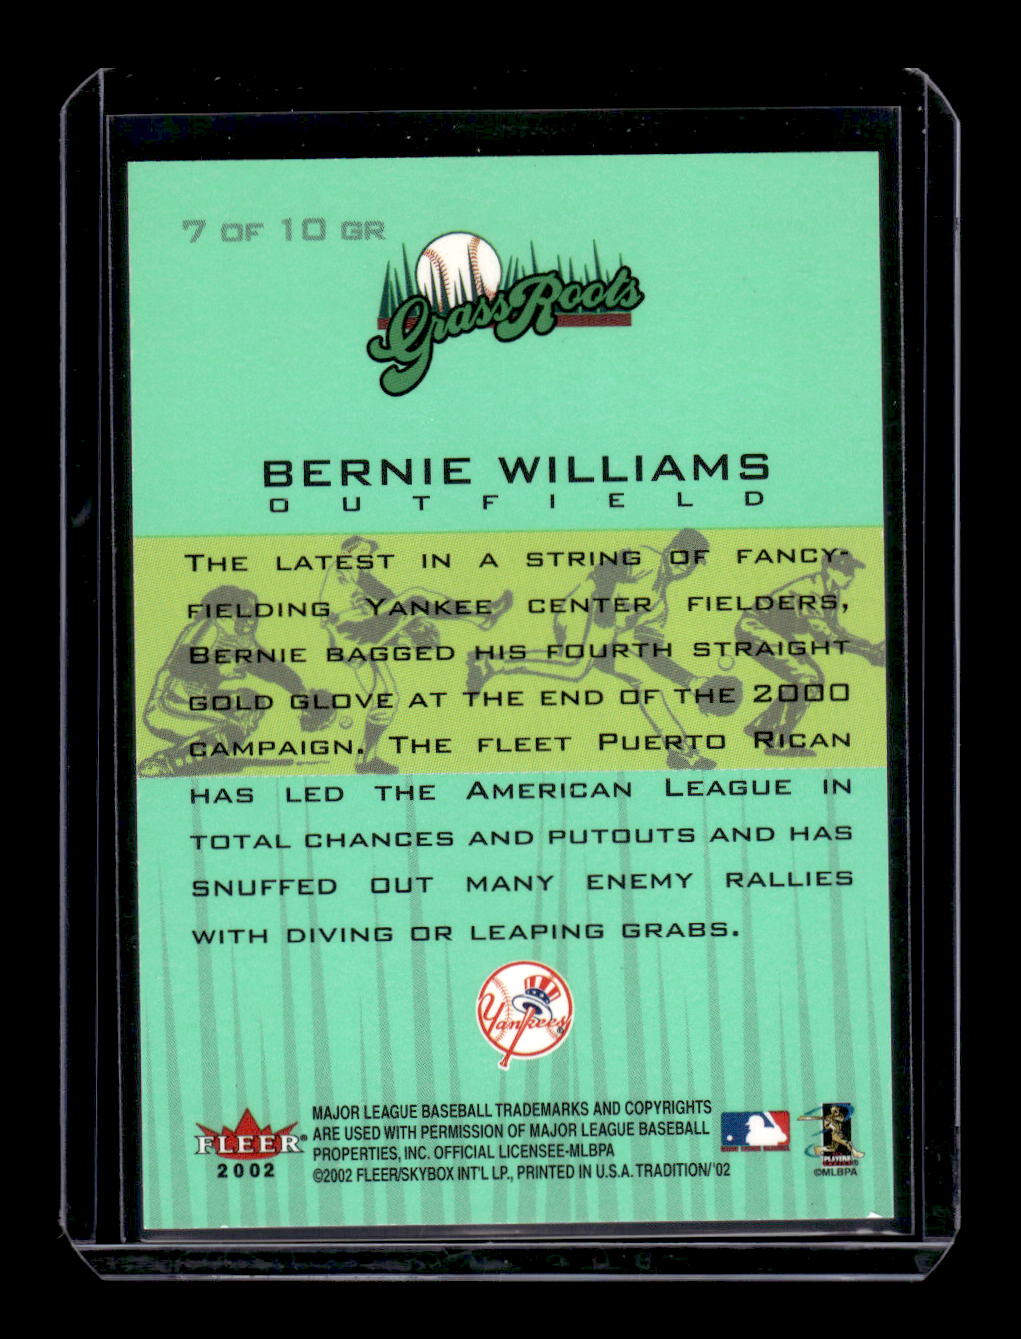 7 OF 10 GR
GrassRoots
BERNIE WILLIAMS
OUTFIELD
THE LATEST IN A STRING OF FANCY-
FIELDING YANKEE CENTER FIELDERS,
BERNIE BAGGED HIS FOURTH STRAIGHT
GOLD GLOVE AT THE END OF THE 2000
CAMPAIGN. THE FLEET PUERTO RICAN
HAS LED THE AMERICAN LEAGUE IN
TOTAL CHANCES AND PUTOUTS AND HAS
SNUFFED OUT MANY ENEMY RALLIES
WITH DIVING OR LEAPING GRABS.
Yankees
FLEER®
2002
MAJOR LEAGUE BASEBALL TRADEMARKS AND COPYRIGHTS
ARE USED WITH PERMISSION OF MAJOR LEAGUE BASEBALL
PROPERTIES, INC. OFFICIAL LICENSEE-MLBPA
©2002 FLEER/SKYBOX INT'L LP., PRINTED IN U.S.A. TRADITION/'02
PLAYERS
©MLBPA